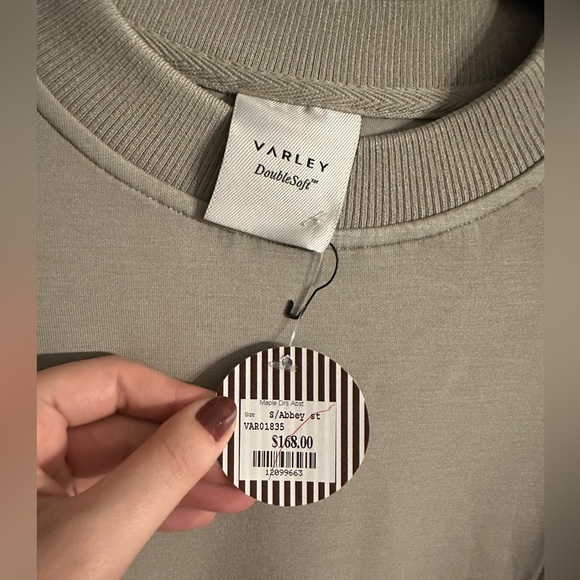 VARLEY
DoubleSoft™
Maple Drs Abst
Size S/Abbey st
VAR01835
$168.00
12099663